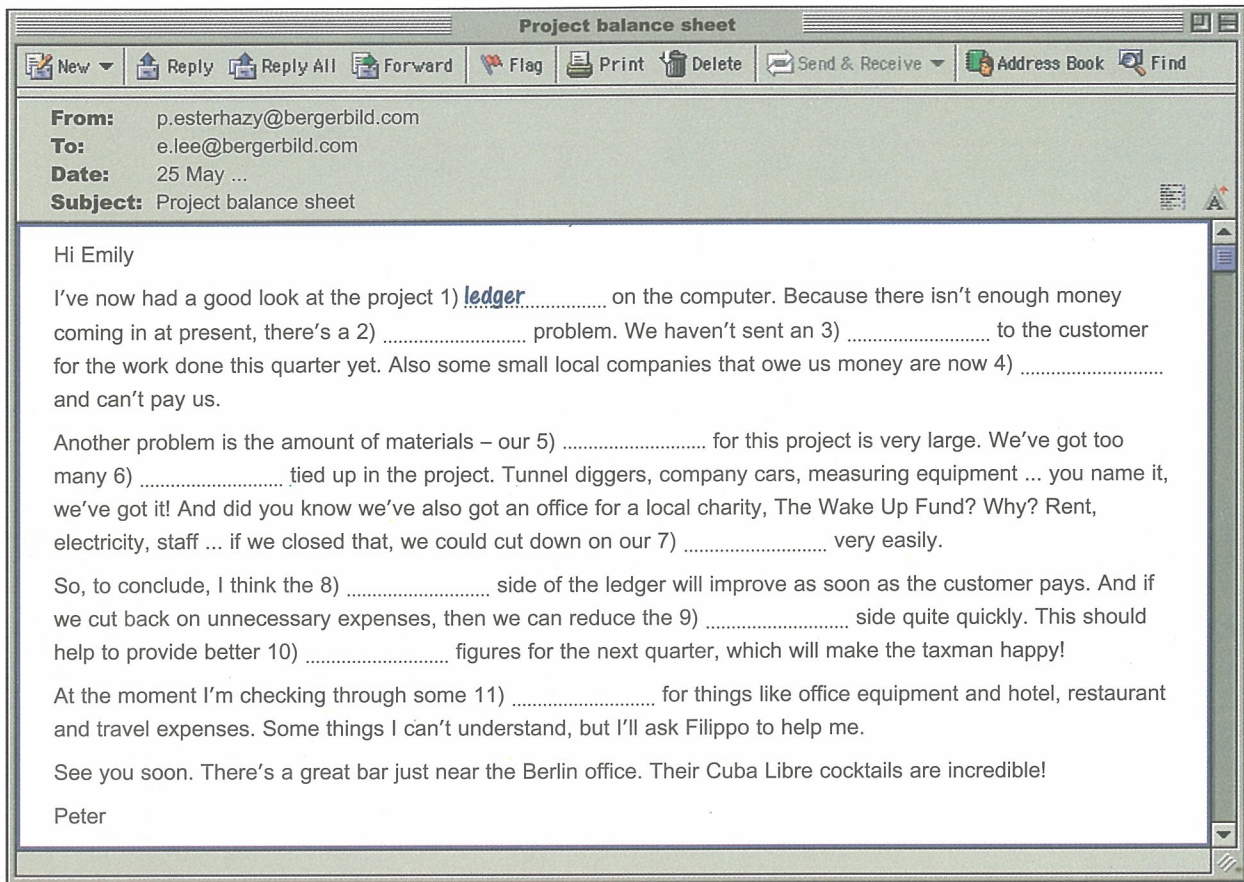 Project balance sheet
New Reply Reply All Forward Flag Print Delete Send & Receive Address Book Find
From: p.esterhazy@bergerbild.com
To: e.lee@bergerbild.com
Date: 25 May ...
Subject: Project balance sheet
Hi Emily
I've now had a good look at the project 1) ledger on the computer. Because there isn't enough money
coming in at present, there's a 2) ........................... problem. We haven't sent an 3) ........................... to the customer
for the work done this quarter yet. Also some small local companies that owe us money are now 4) ...........................
and can't pay us.
Another problem is the amount of materials – our 5) ........................... for this project is very large. We've got too
many 6) ........................... tied up in the project. Tunnel diggers, company cars, measuring equipment ... you name it,
we've got it! And did you know we've also got an office for a local charity, The Wake Up Fund? Why? Rent,
electricity, staff ... if we closed that, we could cut down on our 7) ........................... very easily.
So, to conclude, I think the 8) ........................... side of the ledger will improve as soon as the customer pays. And if
we cut back on unnecessary expenses, then we can reduce the 9) ........................... side quite quickly. This should
help to provide better 10) ........................... figures for the next quarter, which will make the taxman happy!
At the moment I'm checking through some 11) ........................... for things like office equipment and hotel, restaurant
and travel expenses. Some things I can't understand, but I'll ask Filippo to help me.
See you soon. There's a great bar just near the Berlin office. Their Cuba Libre cocktails are incredible!
Peter